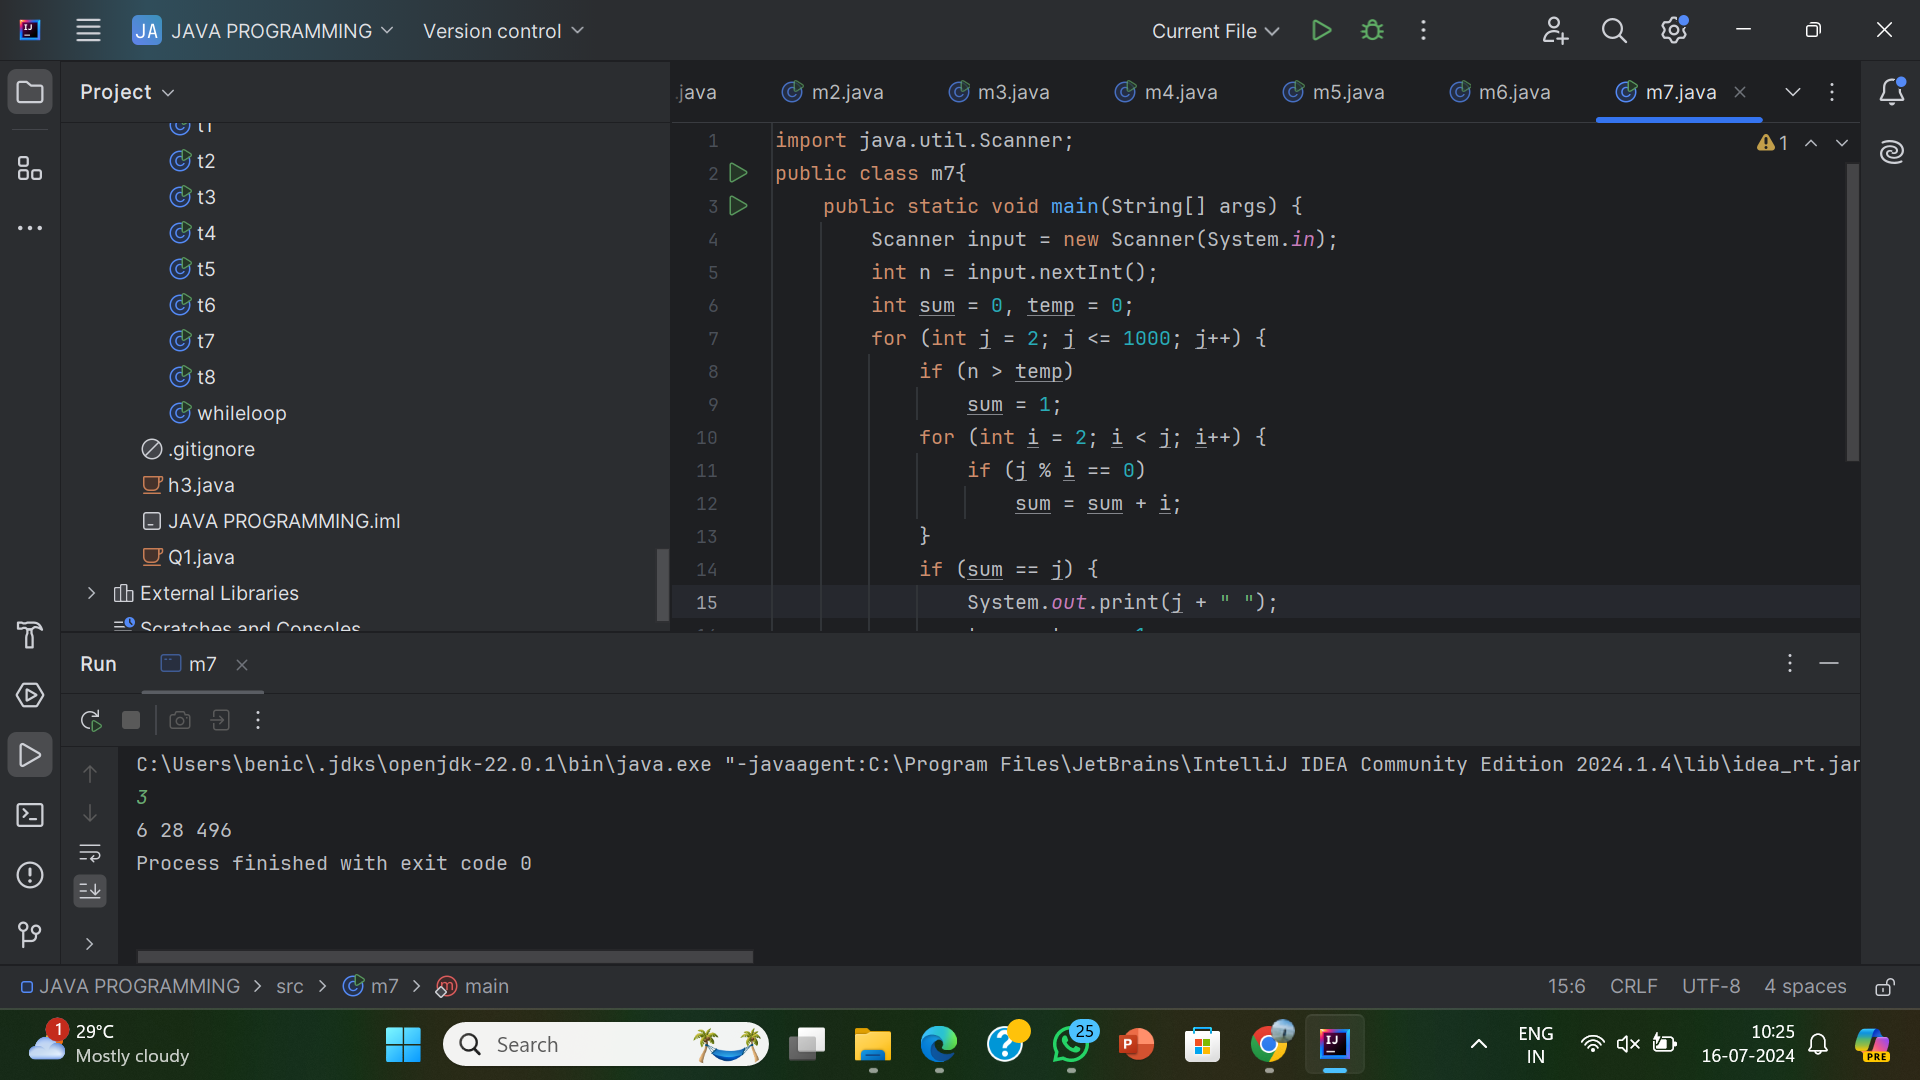 JA JAVA PROGRAMMING Version control Current File
Project
.java m2.java m3.java m4.java m5.java m6.java m7.java
t1
t2
t3
t4
t5
t6
t7
t8
whileloop
.gitignore
h3.java
JAVA PROGRAMMING.iml
Q1.java
External Libraries
Scratches and Consoles
1
1 import java.util.Scanner;
2 public class m7{
3 public static void main(String[] args) {
4 Scanner input = new Scanner(System.in);
5 int n = input.nextInt();
6 int sum = 0, temp = 0;
7 for (int j = 2; j <= 1000; j++) {
8 if (n > temp)
9 sum = 1;
10 for (int i = 2; i < j; i++) {
11 if (j % i == 0)
12 sum = sum + i;
13 }
14 if (sum == j) {
15 System.out.print(j + " ");
Run m7
C:\Users\benic\.jdks\openjdk-22.0.1\bin\java.exe "-javaagent:C:\Program Files\JetBrains\IntelliJ IDEA Community Edition 2024.1.4\lib\idea_rt.jar
3
6 28 496
Process finished with exit code 0
JAVA PROGRAMMING > src > m7 > main 15:6 CRLF UTF-8 4 spaces
1 29°C
Mostly cloudy
Search
25
P
IJ
ENG
IN
10:25
16-07-2024
PRE